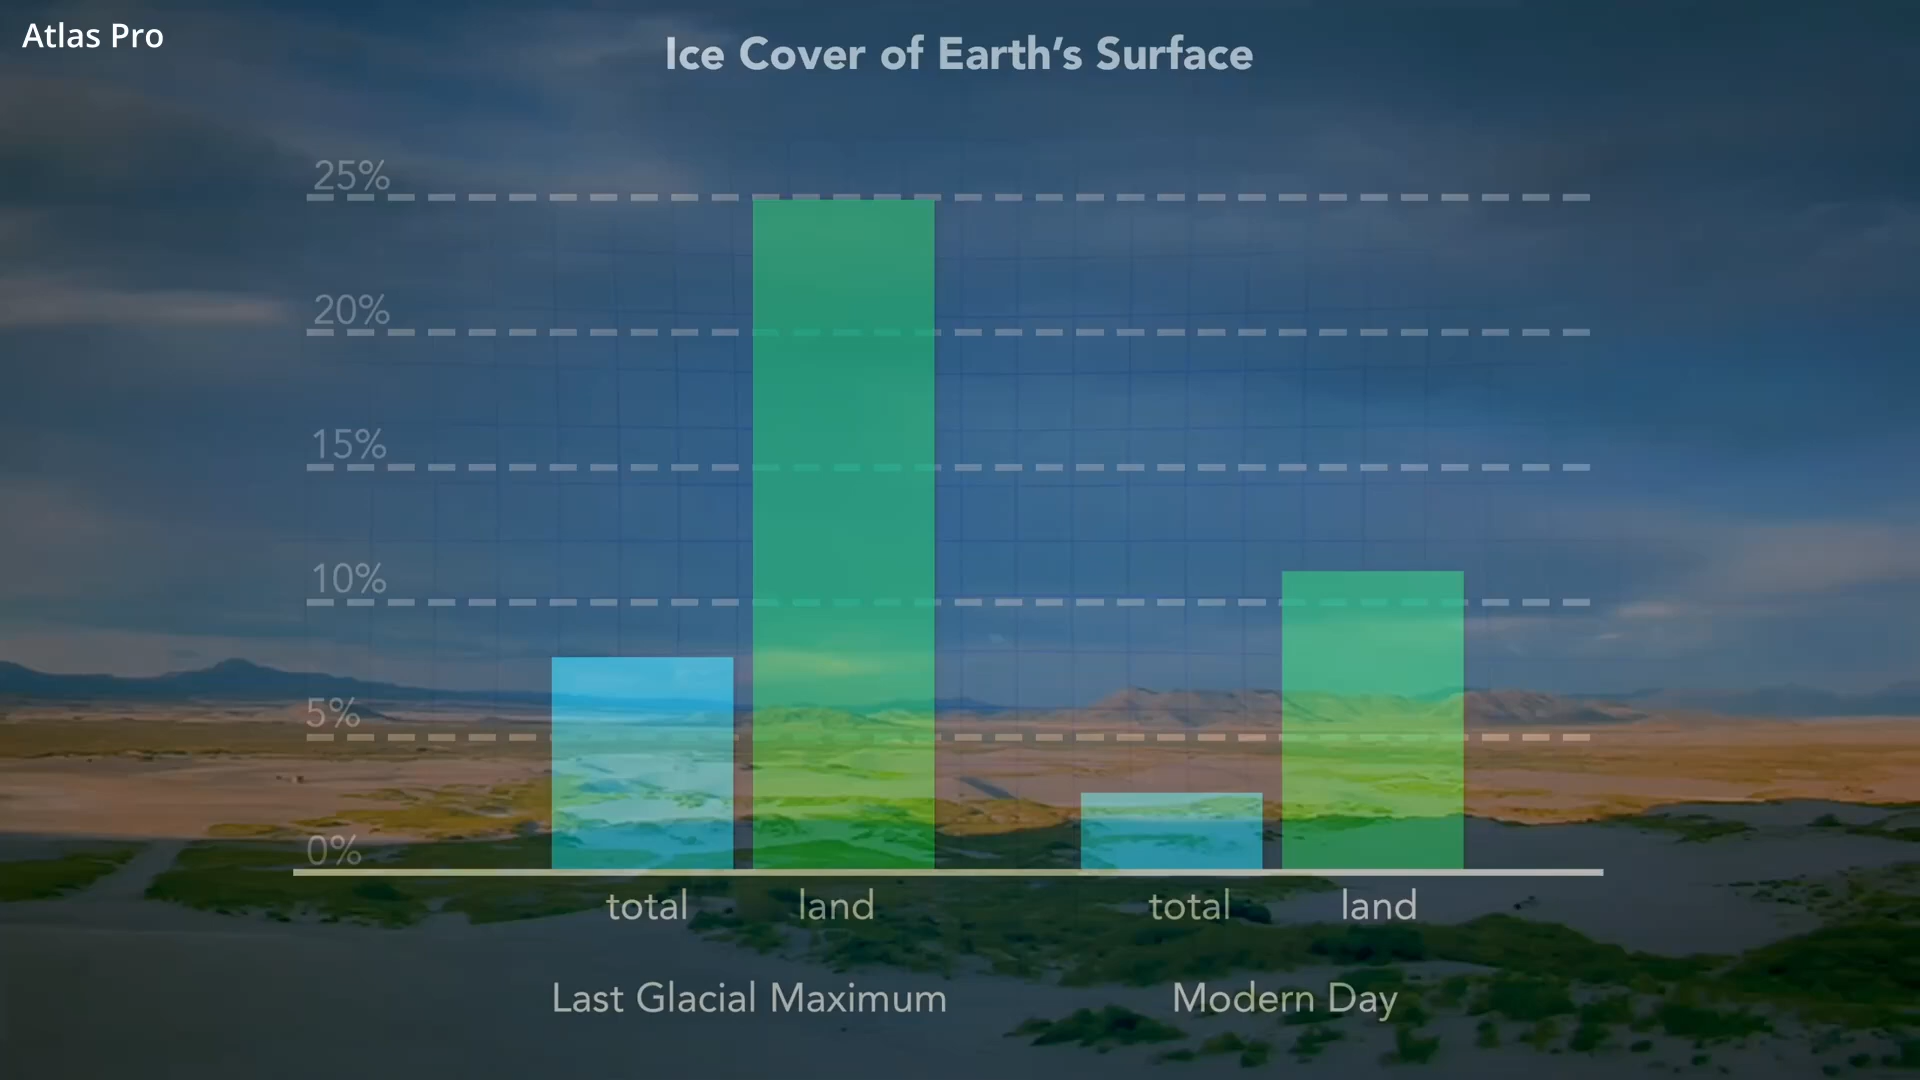 Atlas Pro
Ice Cover of Earth’s Surface
25%
20%
15%
10%
5%
0%
total land total land
Last Glacial Maximum Modern Day